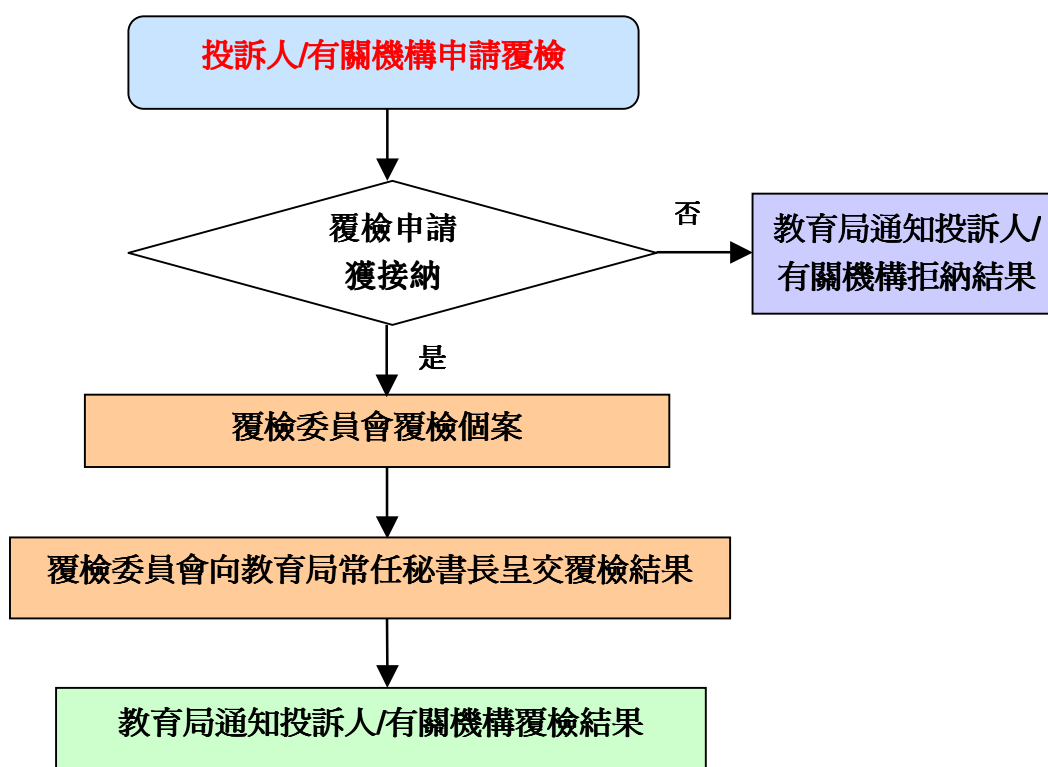 投訴人/有關機構申請覆檢
覆檢申請
獲接納
否
教育局通知投訴人/
有關機構拒納結果
是
覆檢委員會覆檢個案
覆檢委員會向教育局常任秘書長呈交覆檢結果
教育局通知投訴人/有關機構覆檢結果